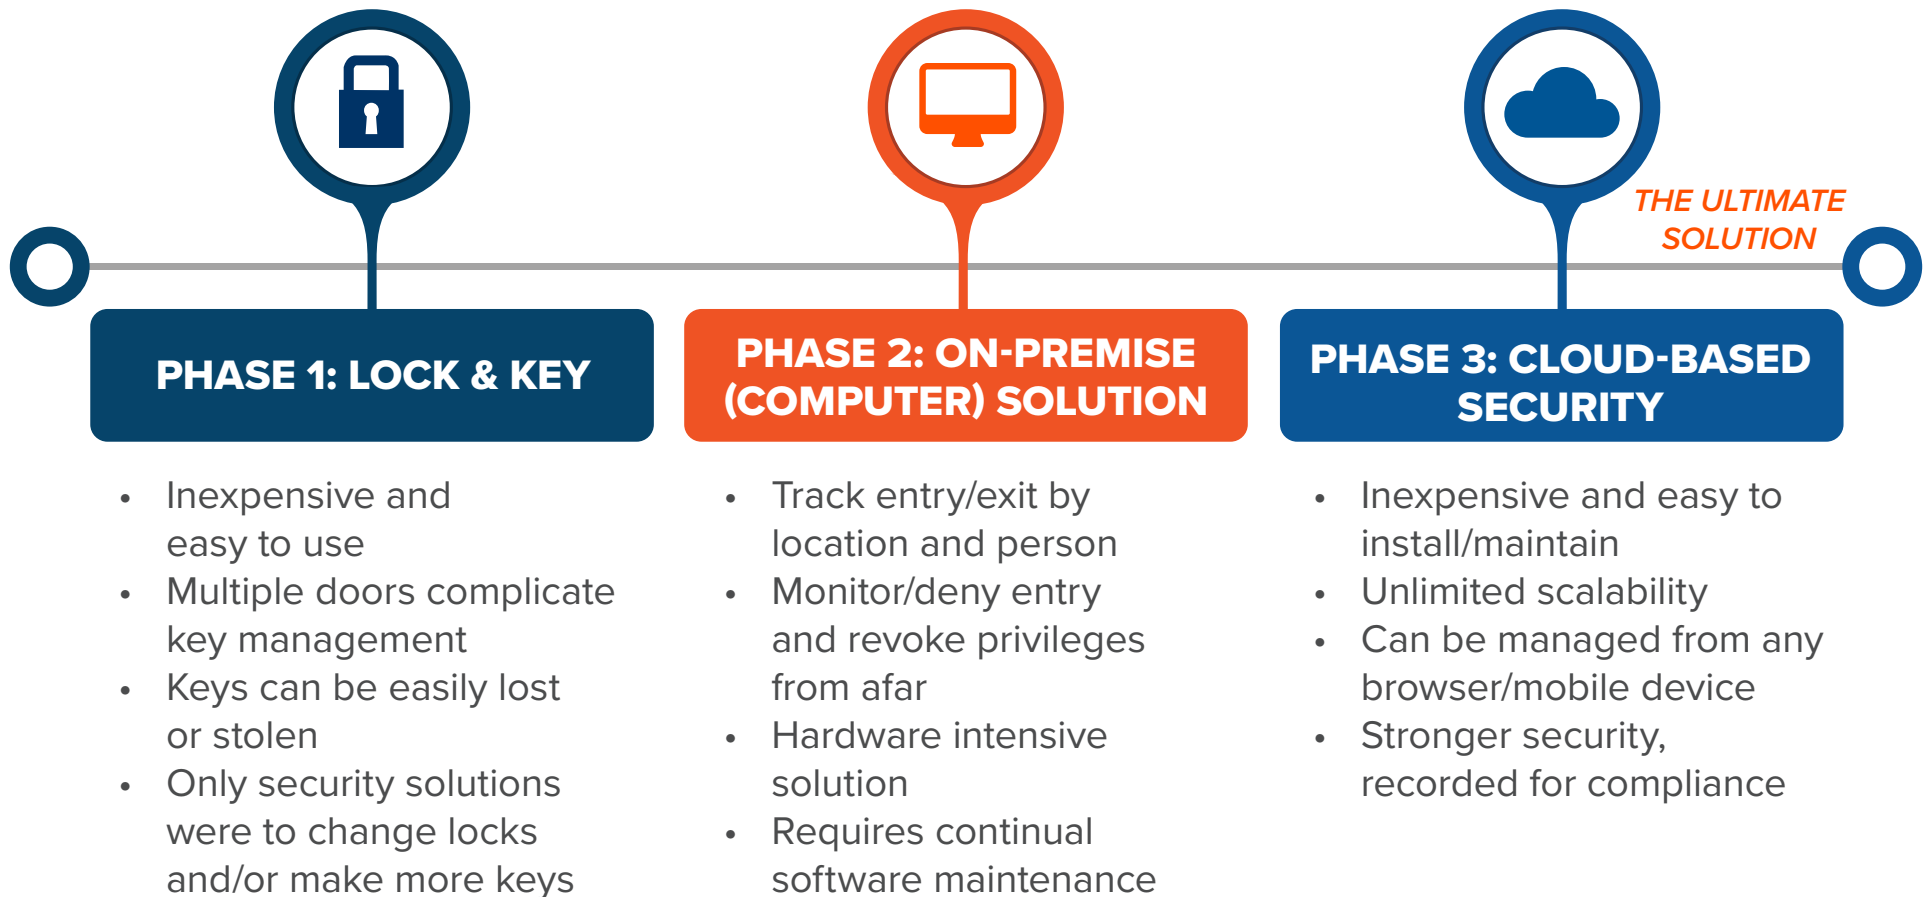 THE ULTIMATE
SOLUTION
PHASE 1: LOCK & KEY
• Inexpensive and
easy to use
• Multiple doors complicate
key management
• Keys can be easily lost
or stolen
• Only security solutions
were to change locks
and/or make more keys
PHASE 2: ON-PREMISE
(COMPUTER) SOLUTION
• Track entry/exit by
location and person
• Monitor/deny entry
and revoke privileges
from afar
• Hardware intensive
solution
• Requires continual
software maintenance
PHASE 3: CLOUD-BASED
SECURITY
• Inexpensive and easy to
install/maintain
• Unlimited scalability
• Can be managed from any
browser/mobile device
• Stronger security,
recorded for compliance